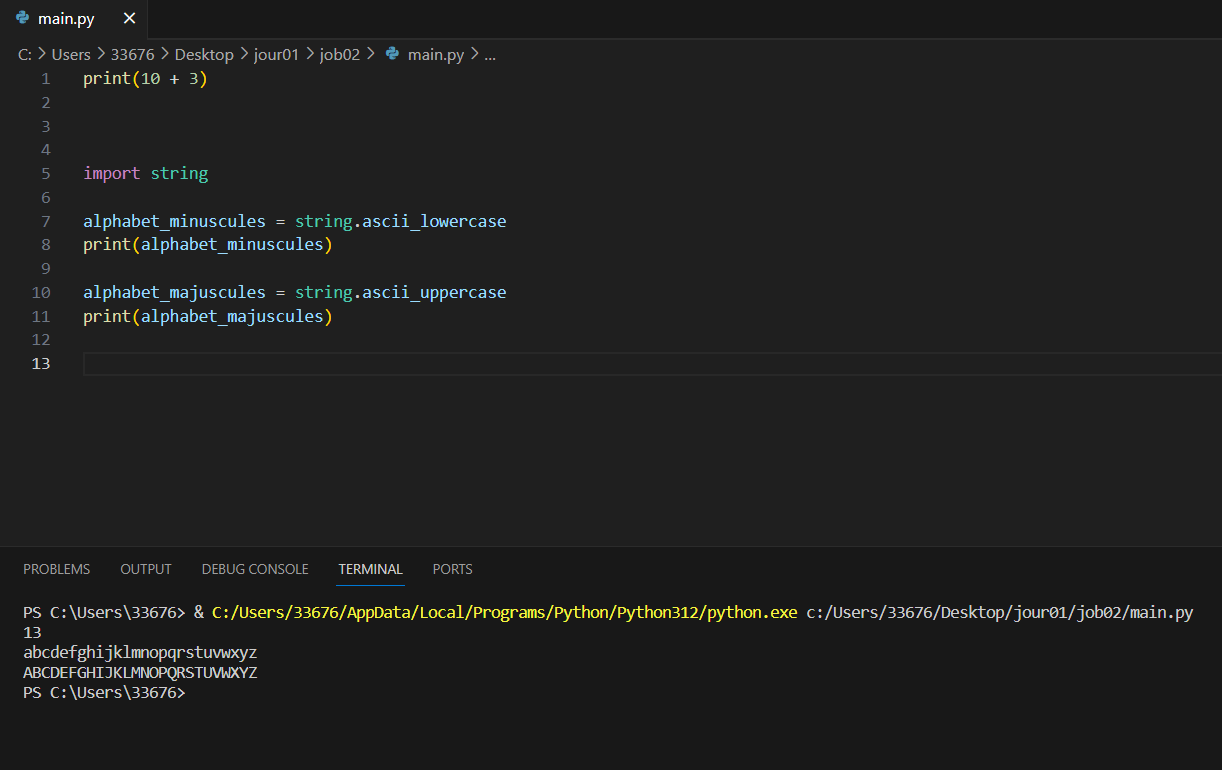 main.py ×
C: > Users > 33676 > Desktop > jour01 > job02 > main.py > ...
1 print(10 + 3)
2
3
4
5 import string
6
7 alphabet_minuscules = string.ascii_lowercase
8 print(alphabet_minuscules)
9
10 alphabet_majuscules = string.ascii_uppercase
11 print(alphabet_majuscules)
12
13
PROBLEMS OUTPUT DEBUG CONSOLE TERMINAL PORTS
PS C:\Users\33676> & C:/Users/33676/AppData/Local/Programs/Python/Python312/python.exe c:/Users/33676/Desktop/jour01/job02/main.py
13
abcdefghijklmnopqrstuvwxyz
ABCDEFGHIJKLMNOPQRSTUVWXYZ
PS C:\Users\33676>